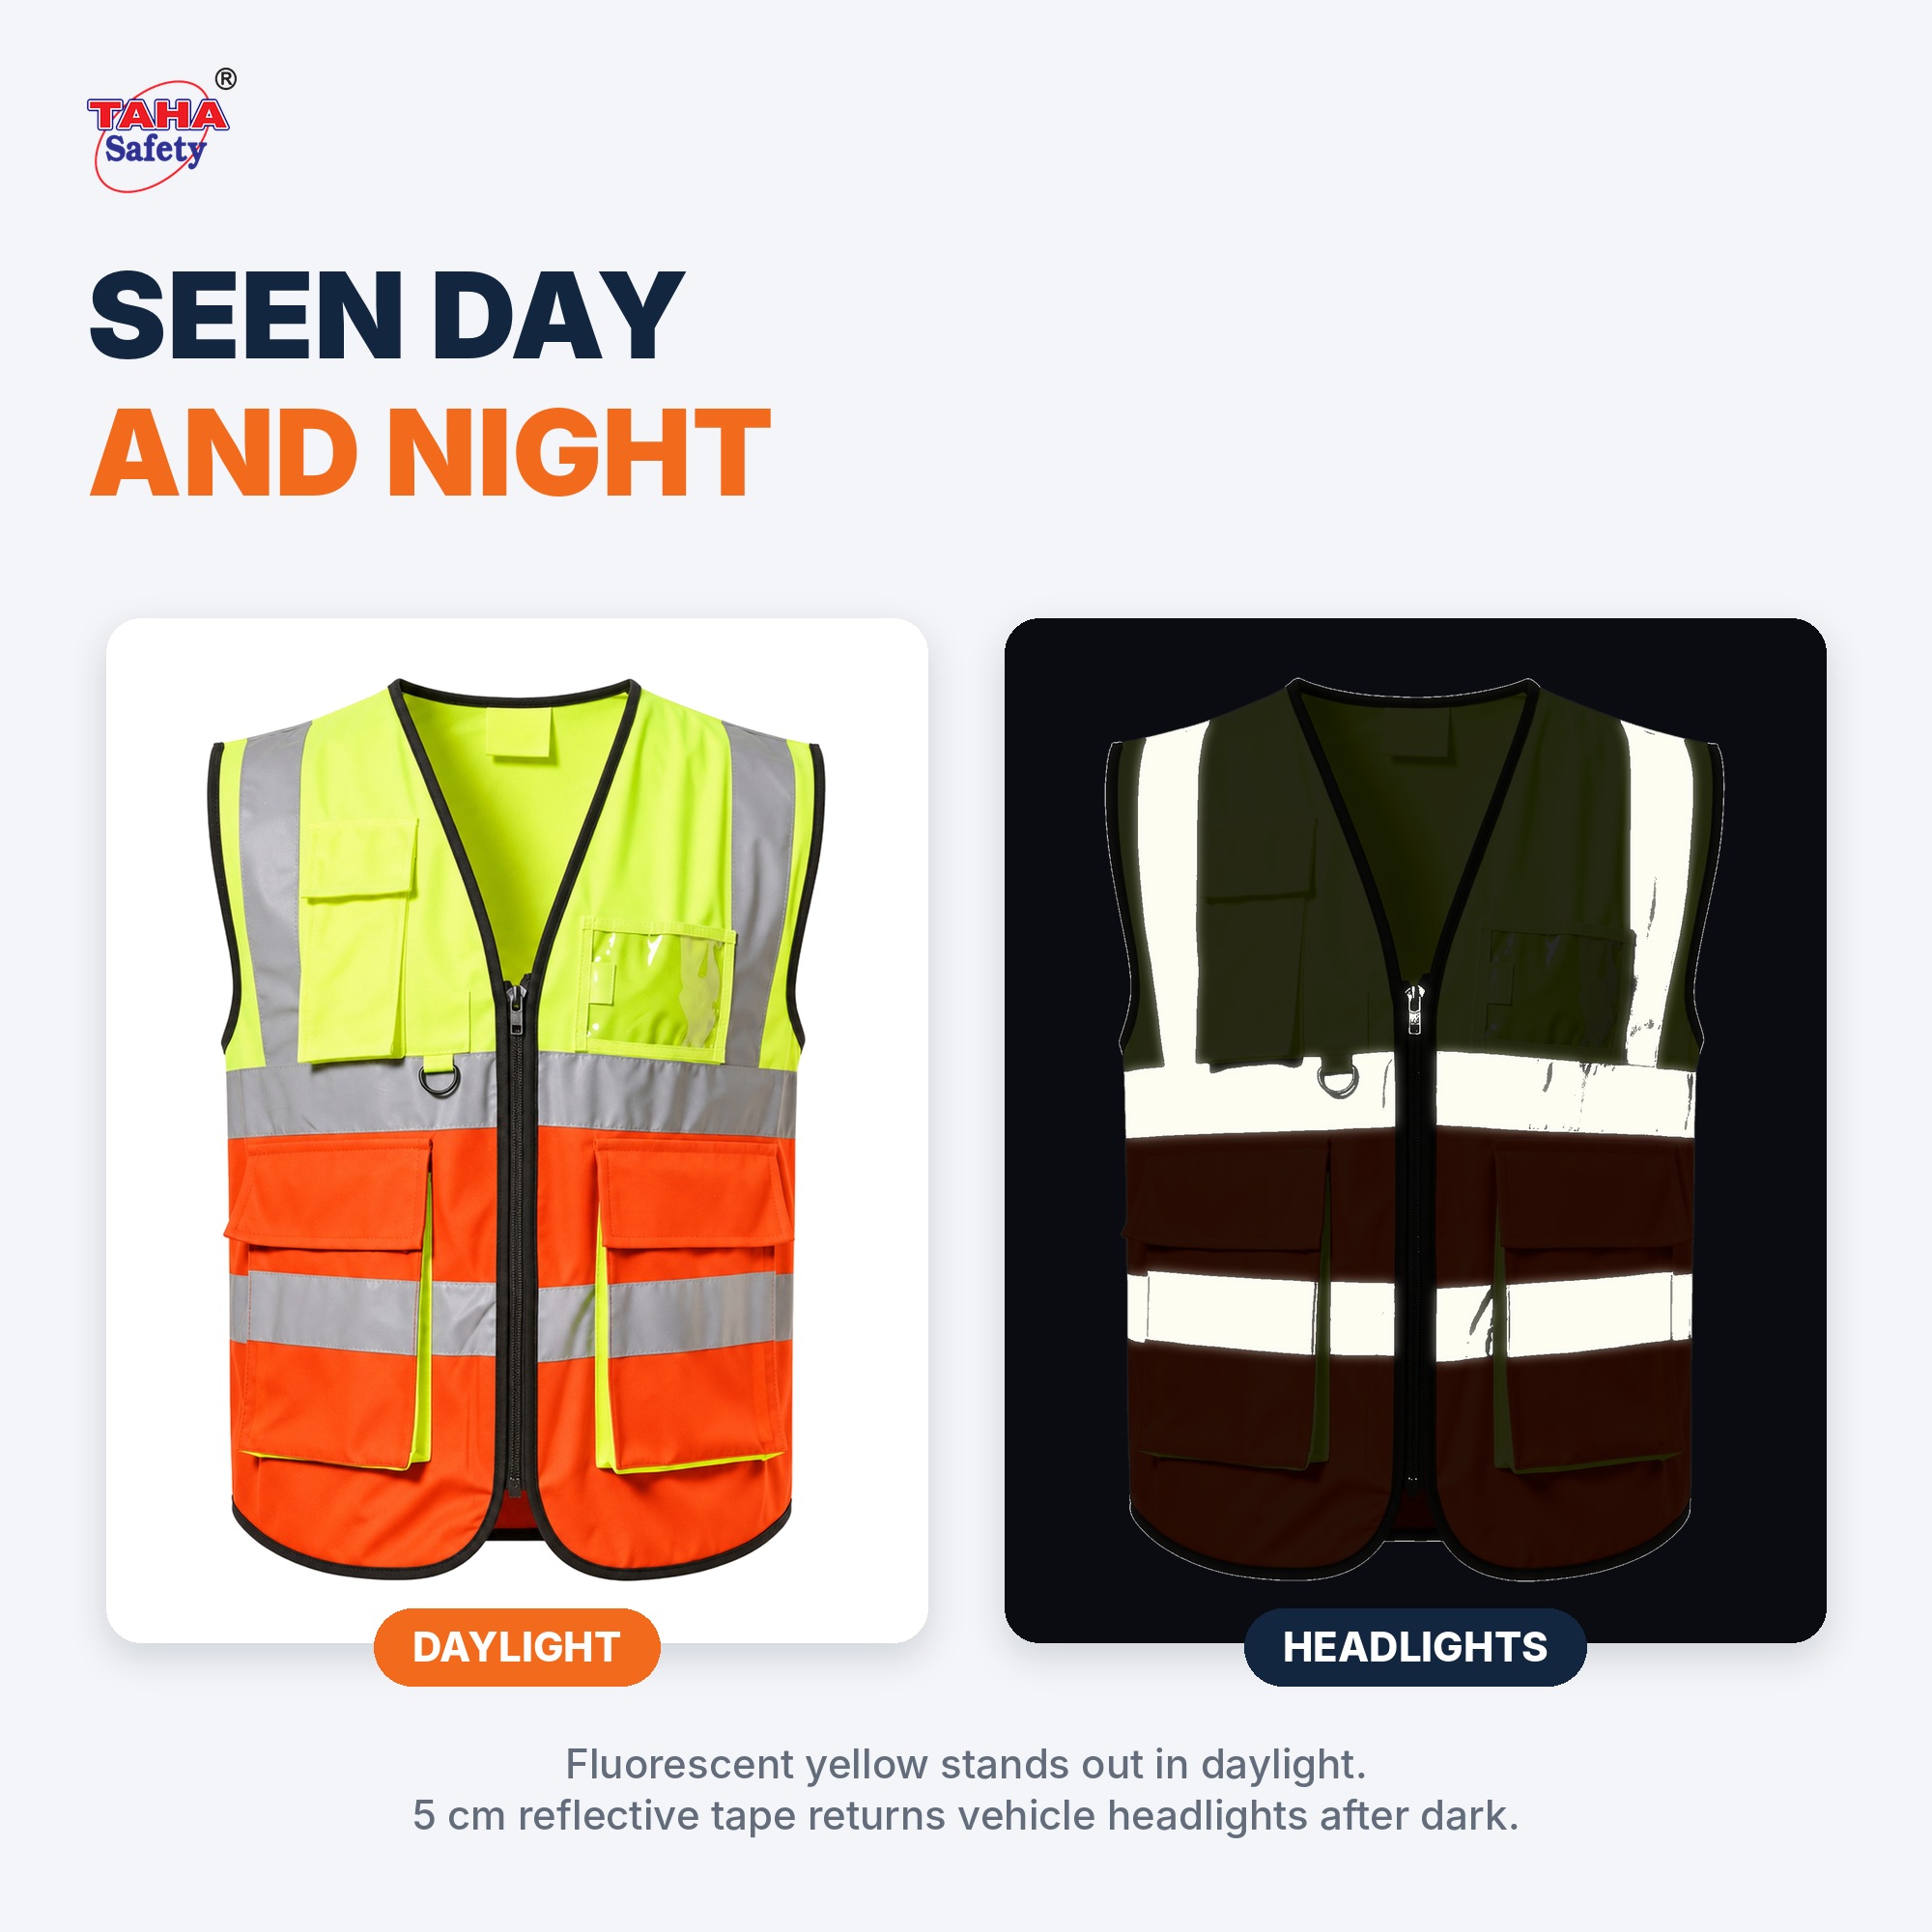 TAHA ®
Safety
SEEN DAY
AND NIGHT
DAYLIGHT
HEADLIGHTS
Fluorescent yellow stands out in daylight.
5 cm reflective tape returns vehicle headlights after dark.